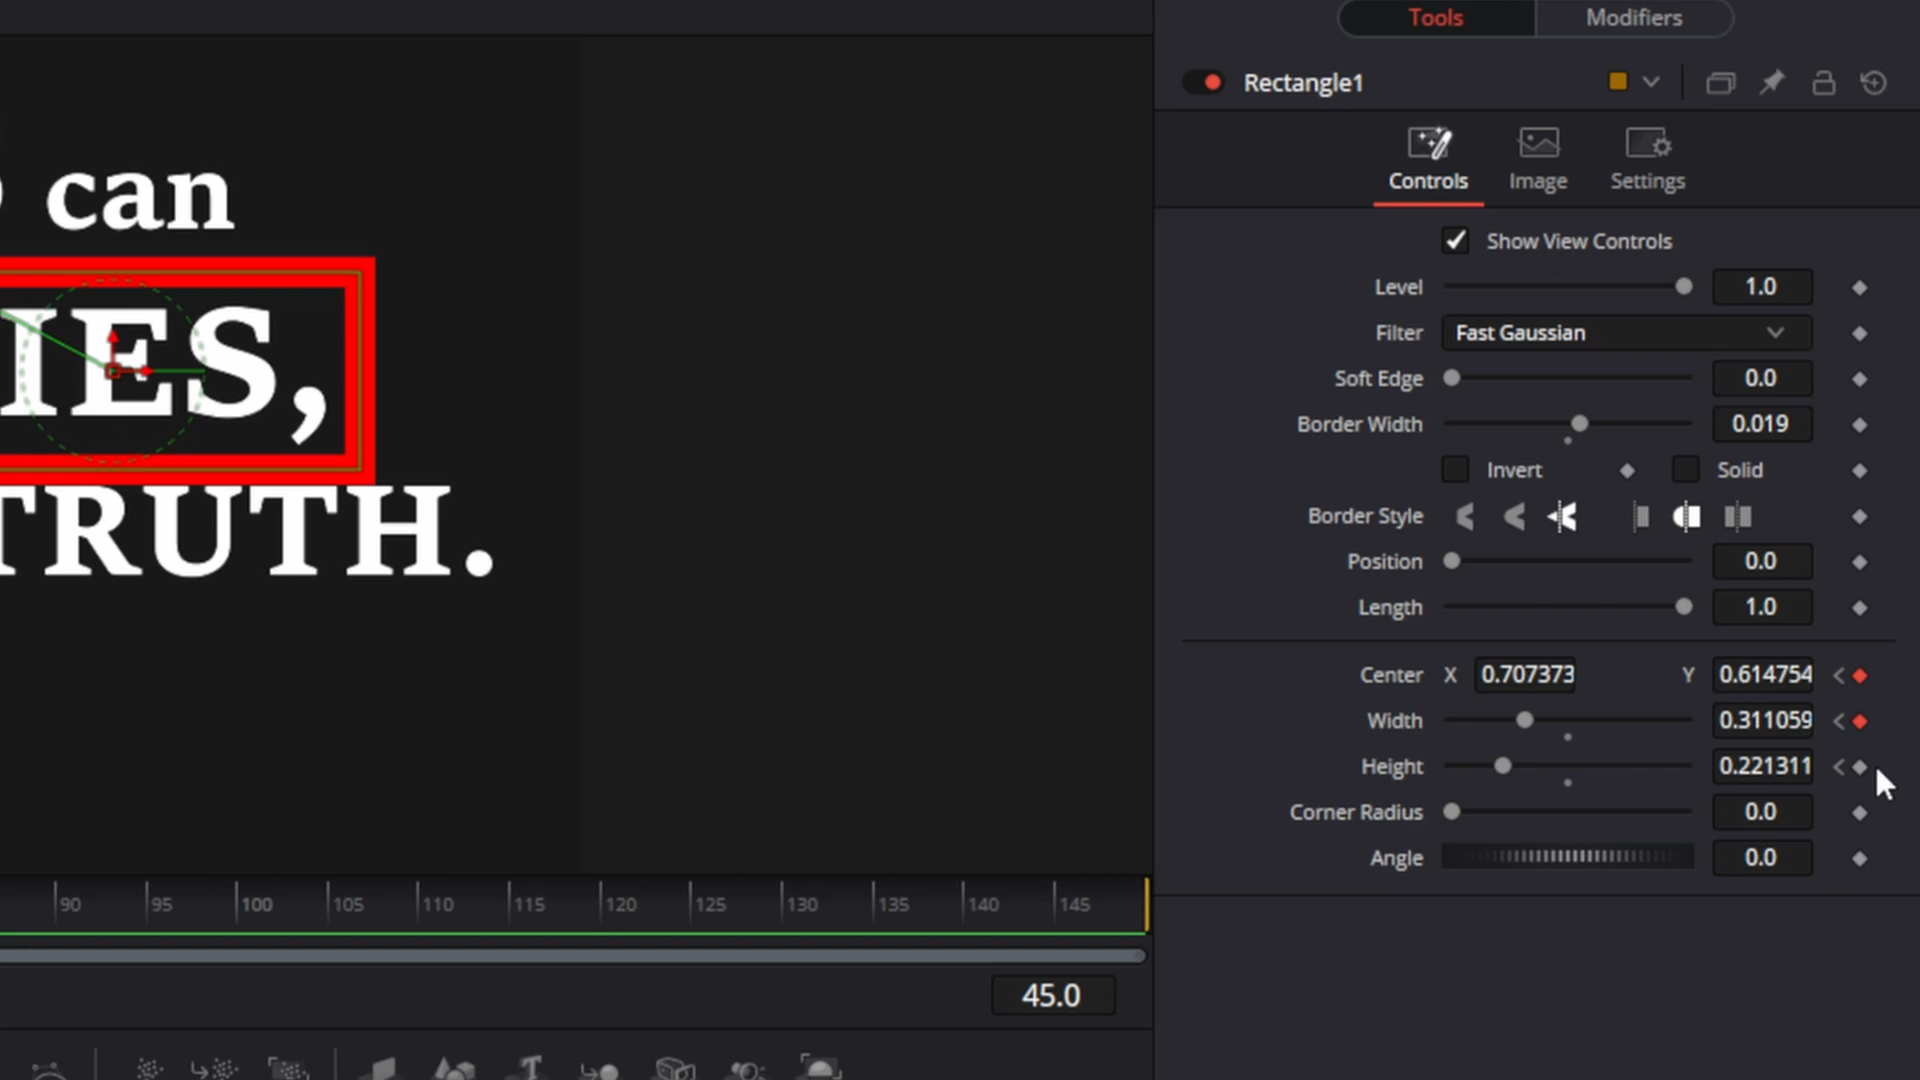 Tools Modifiers
Rectangle1
Controls Image Settings
Show View Controls
Level 1.0
Filter Fast Gaussian
Soft Edge 0.0
Border Width 0.019
Invert Solid
Border Style
Position 0.0
Length 1.0
Center X 0.707373 Y 0.614754
Width 0.311059
Height 0.221311
Corner Radius 0.0
Angle 0.0
can
IES,
TRUTH.
90 95 100 105 110 115 120 125 130 135 140 145
45.0